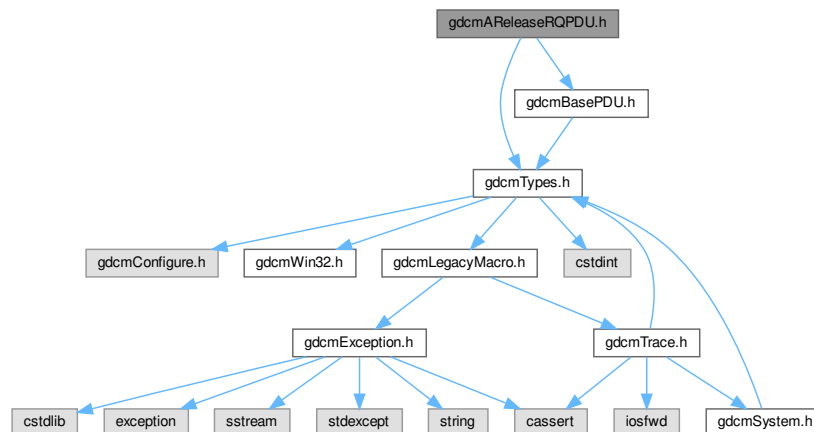 gdcmAReleaseRQPDU.h
gdcmBasePDU.h
gdcmTypes.h
gdcmConfigure.h
gdcmWin32.h
gdcmLegacyMacro.h
cstdint
gdcmException.h
gdcmTrace.h
cstdlib
exception
sstream
stdexcept
string
cassert
iosfwd
gdcmSystem.h